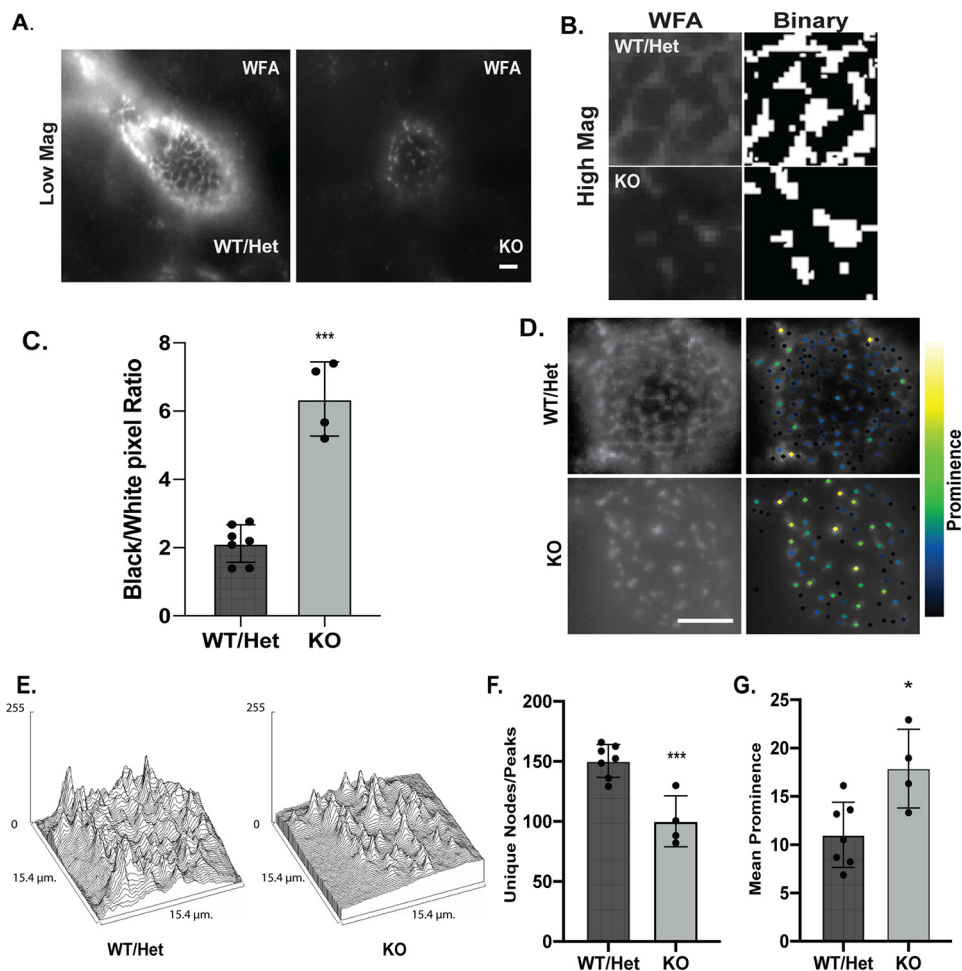 A.
WFA
WFA
Low Mag
WT/Het
KO
B.
WFA
Binary
High Mag
WT/Het
KO
C.
Black/White pixel Ratio
8
6
4
2
0
***
WT/Het
KO
D.
WT/Het
KO
Prominence
E.
255
255
0
0
15.4 µm.
15.4 µm.
15.4 µm.
15.4 µm.
WT/Het
KO
F.
Unique Nodes/Peaks
200
150
100
50
0
***
WT/Het
KO
G.
Mean Prominence
25
20
15
10
5
0
*
WT/Het
KO